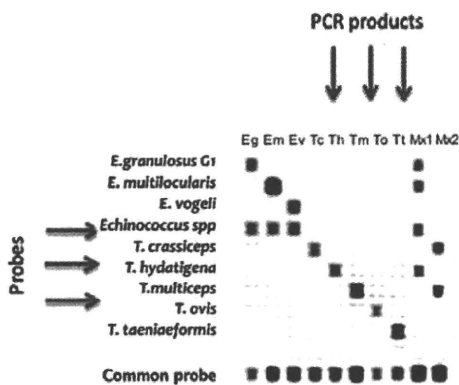 PCR products
Eg Em Ev Tc Th Tm To Tt Mx1 Mx2
E.granulosus G1
E. multilocularis
E. vogeli
Echinococcus spp
T. crassiceps
T. hydatigena
T.multiceps
T. ovis
T. taeniaeformis
Common probe
Probes